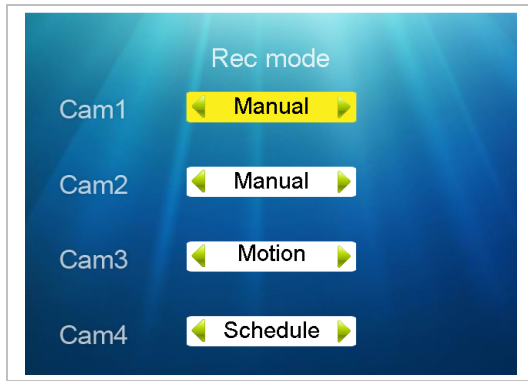 Rec mode
Cam1 Manual
Cam2 Manual
Cam3 Motion
Cam4 Schedule